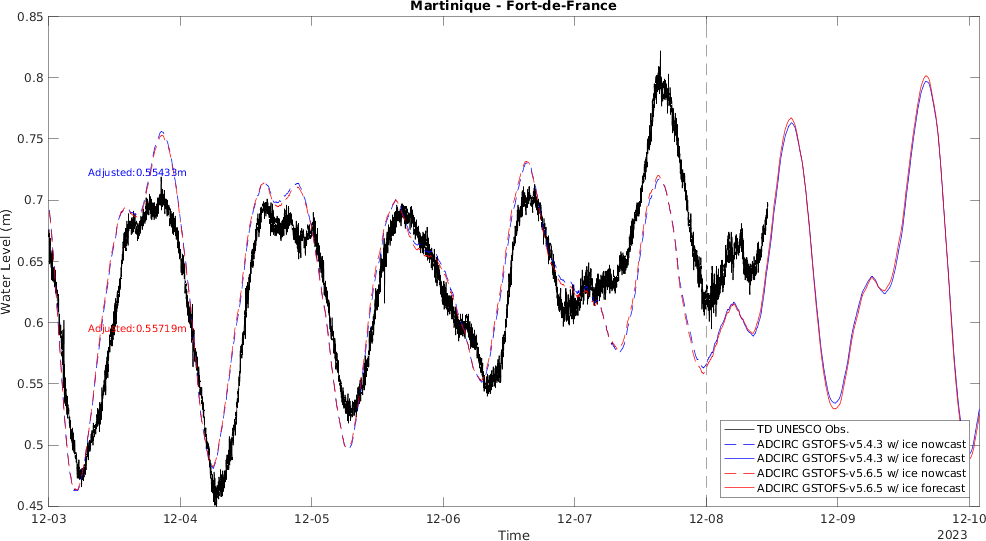 Martinique - Fort-de-France
0.85
0.8
0.75
0.7
0.65
0.6
0.55
0.5
0.45
Water Level (m)
Adjusted:0.55433m
Adjusted:0.55719m
TD UNESCO Obs.
ADCIRC GSTOFS-v5.4.3 w/ ice nowcast
ADCIRC GSTOFS-v5.4.3 w/ ice forecast
ADCIRC GSTOFS-v5.6.5 w/ ice nowcast
ADCIRC GSTOFS-v5.6.5 w/ ice forecast
12-03 12-04 12-05 12-06 12-07 12-08 12-09 12-10
Time
2023